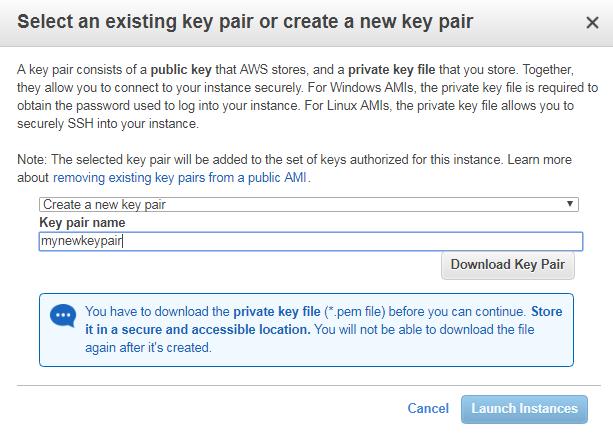 Select an existing key pair or create a new key pair
A key pair consists of a public key that AWS stores, and a private key file that you store. Together,
they allow you to connect to your instance securely. For Windows AMIs, the private key file is required to
obtain the password used to log into your instance. For Linux AMIs, the private key file allows you to
securely SSH into your instance.
Note: The selected key pair will be added to the set of keys authorized for this instance. Learn more
about removing existing key pairs from a public AMI.
Create a new key pair
Key pair name
mynewkeypair
Download Key Pair
You have to download the private key file (*.pem file) before you can continue. Store
it in a secure and accessible location. You will not be able to download the file
again after it's created.
Cancel Launch Instances